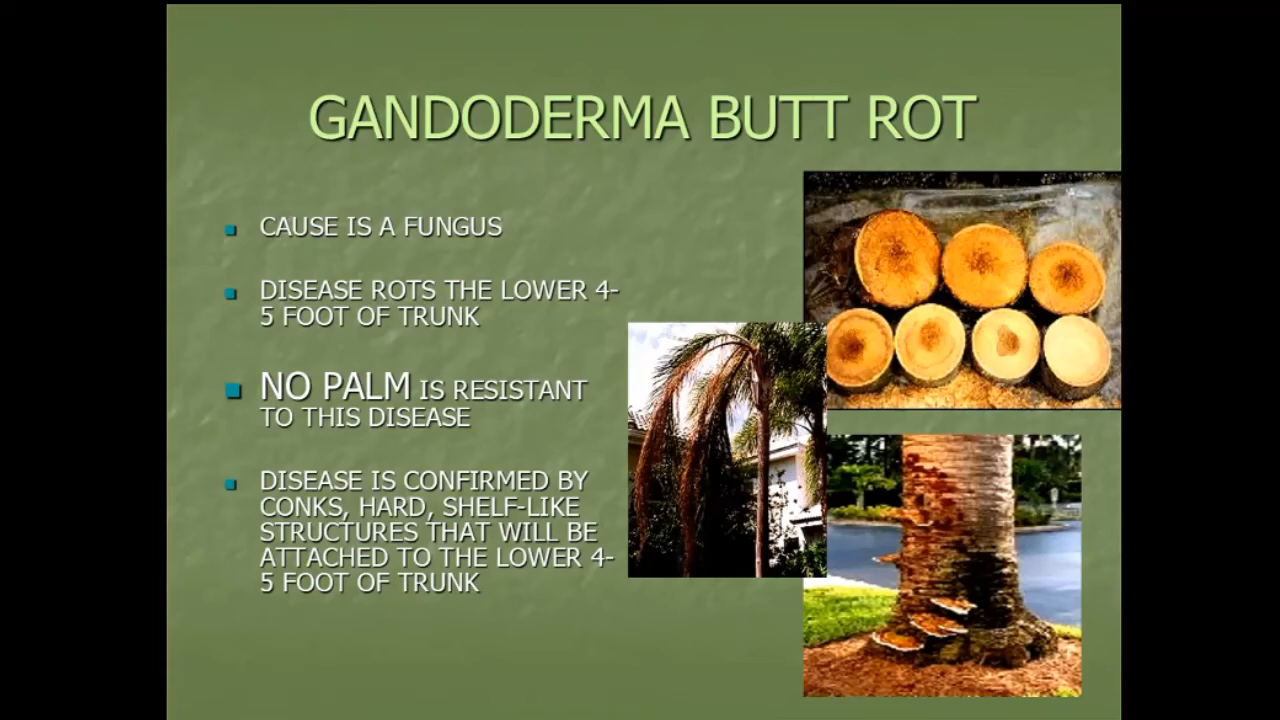 GANDODERMA BUTT ROT
CAUSE IS A FUNGUS
DISEASE ROTS THE LOWER 4-
5 FOOT OF TRUNK
NO PALM IS RESISTANT
TO THIS DISEASE
DISEASE IS CONFIRMED BY
CONKS, HARD, SHELF-LIKE
STRUCTURES THAT WILL BE
ATTACHED TO THE LOWER 4-
5 FOOT OF TRUNK